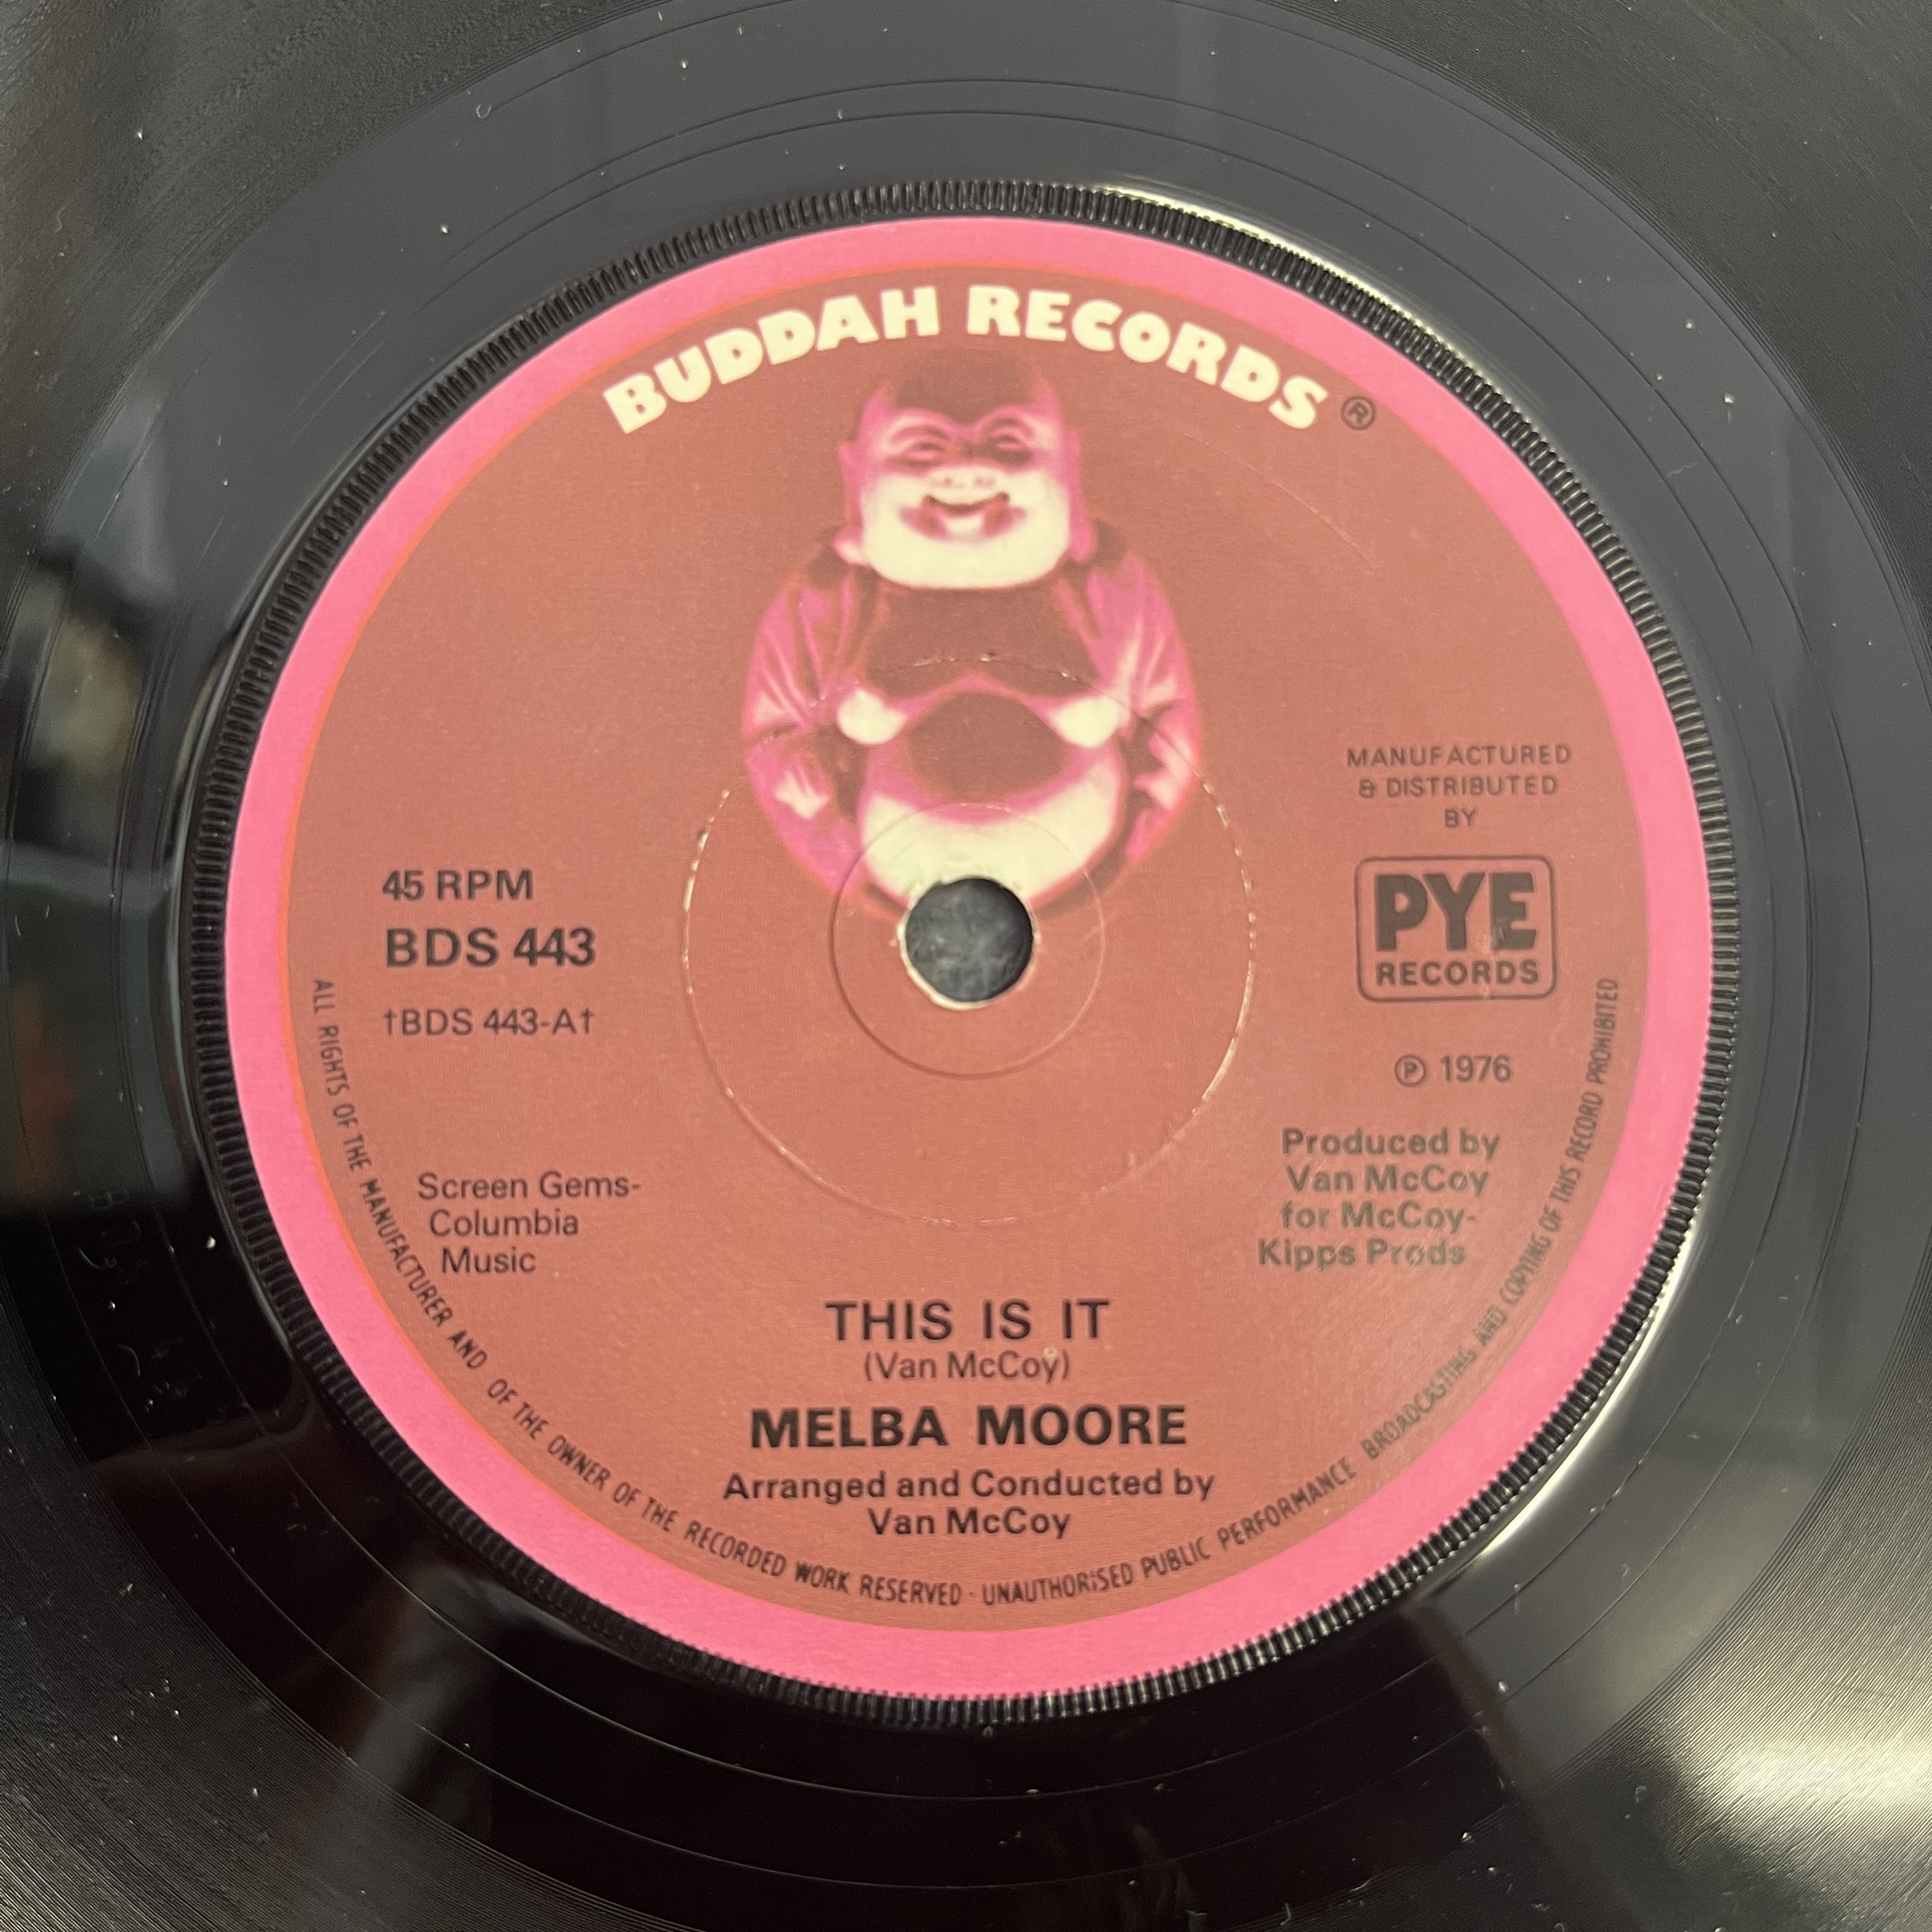 BUDDAH RECORDS ®
MANUFACTURED
& DISTRIBUTED
BY
PYE
RECORDS
45 RPM
BDS 443
†BDS 443-A†
℗ 1976
Produced by
Van McCoy
for McCoy-
Kipps Prods
Screen Gems-
Columbia
Music
THIS IS IT
(Van McCoy)
MELBA MOORE
Arranged and Conducted by
Van McCoy
ALL RIGHTS OF THE MANUFACTURER AND OF THE OWNER OF THE RECORDED WORK RESERVED - UNAUTHORISED PUBLIC PERFORMANCE BROADCASTING AND COPYING OF THIS RECORD PROHIBITED